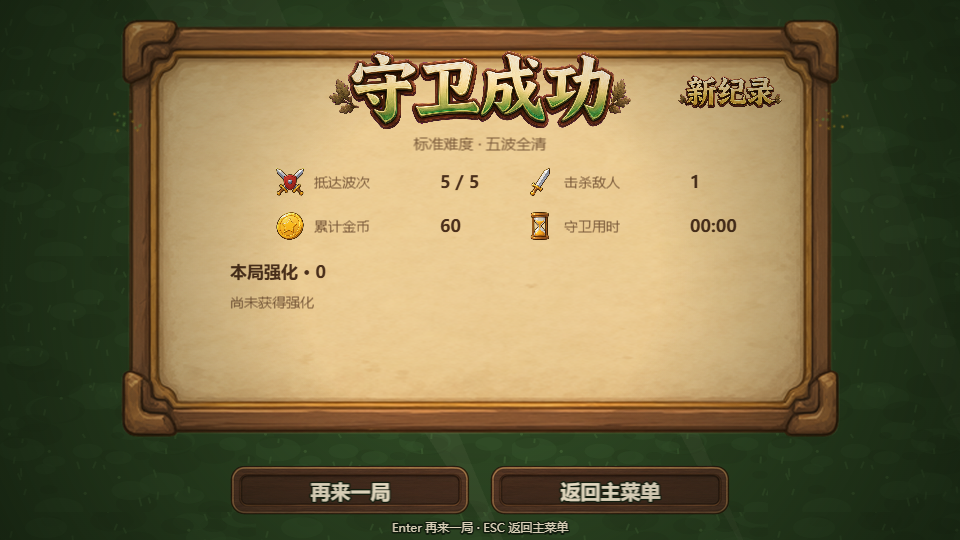 守卫成功
新纪录
标准难度 · 五波全清
抵达波次 5 / 5 击杀敌人 1
累计金币 60 守卫用时 00:00
本局强化 • 0
尚未获得强化
再来一局 返回主菜单
Enter 再来一局 · ESC 返回主菜单